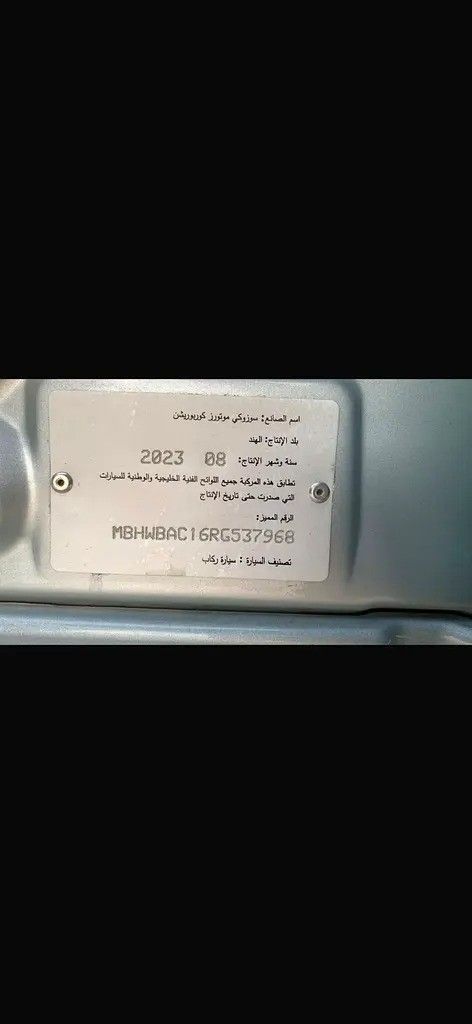 اسم الصانع: سوزوكي موتورز كوربوريشن
بلد الإنتاج: الهند
سنة وشهر الإنتاج: 08 2023
تطابق هذه المركبة جميع اللوائح الفنية الخليجية والوطنية للسيارات
التي صدرت حتى تاريخ الإنتاج
الرقم المميز:
MBHWBAC16RG537968
تصنيف السيارة : سيارة ركاب